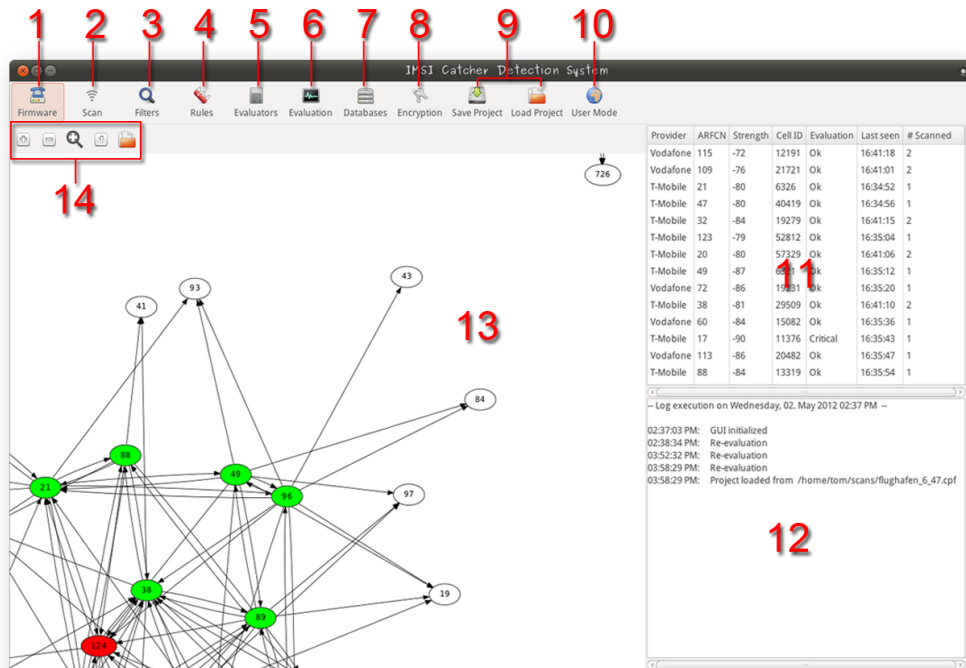 1 2 3 4 5 6 7 8 9 10
IMSI Catcher Detection System
Firmware Scan Filters Rules Evaluators Evaluation Databases Encryption Save Project Load Project User Mode
14
Provider ARFCN Strength Cell ID Evaluation Last seen # Scanned
Vodafone 115 -72 12191 Ok 16:41:18 2
Vodafone 109 -76 21721 Ok 16:41:01 2
T-Mobile 21 -80 6326 Ok 16:34:52 1
T-Mobile 47 -80 40419 Ok 16:34:56 1
T-Mobile 32 -84 19279 Ok 16:41:15 2
T-Mobile 123 -79 52812 Ok 16:35:04 1
T-Mobile 20 -80 57329 Ok 16:41:06 2
T-Mobile 49 -87 Ok 16:35:12 1
Vodafone 72 -86 19231 Ok 16:35:20 1
T-Mobile 38 -81 29509 Ok 16:41:10 2
Vodafone 60 -84 15082 Ok 16:35:36 1
T-Mobile 17 -90 11376 Critical 16:35:43 1
Vodafone 113 -86 20482 Ok 16:35:47 1
T-Mobile 88 -84 13319 Ok 16:35:54 1
11
-- Log execution on Wednesday, 02. May 2012 02:37 PM --
02:37:03 PM: GUI initialized
02:38:34 PM: Re-evaluation
03:52:32 PM: Re-evaluation
03:58:29 PM: Re-evaluation
03:58:29 PM: Project loaded from /home/tom/scans/flughafen_6_47.cpf
12
726
43
93
41
13
84
88
49
21
96
97
38
19
89
124